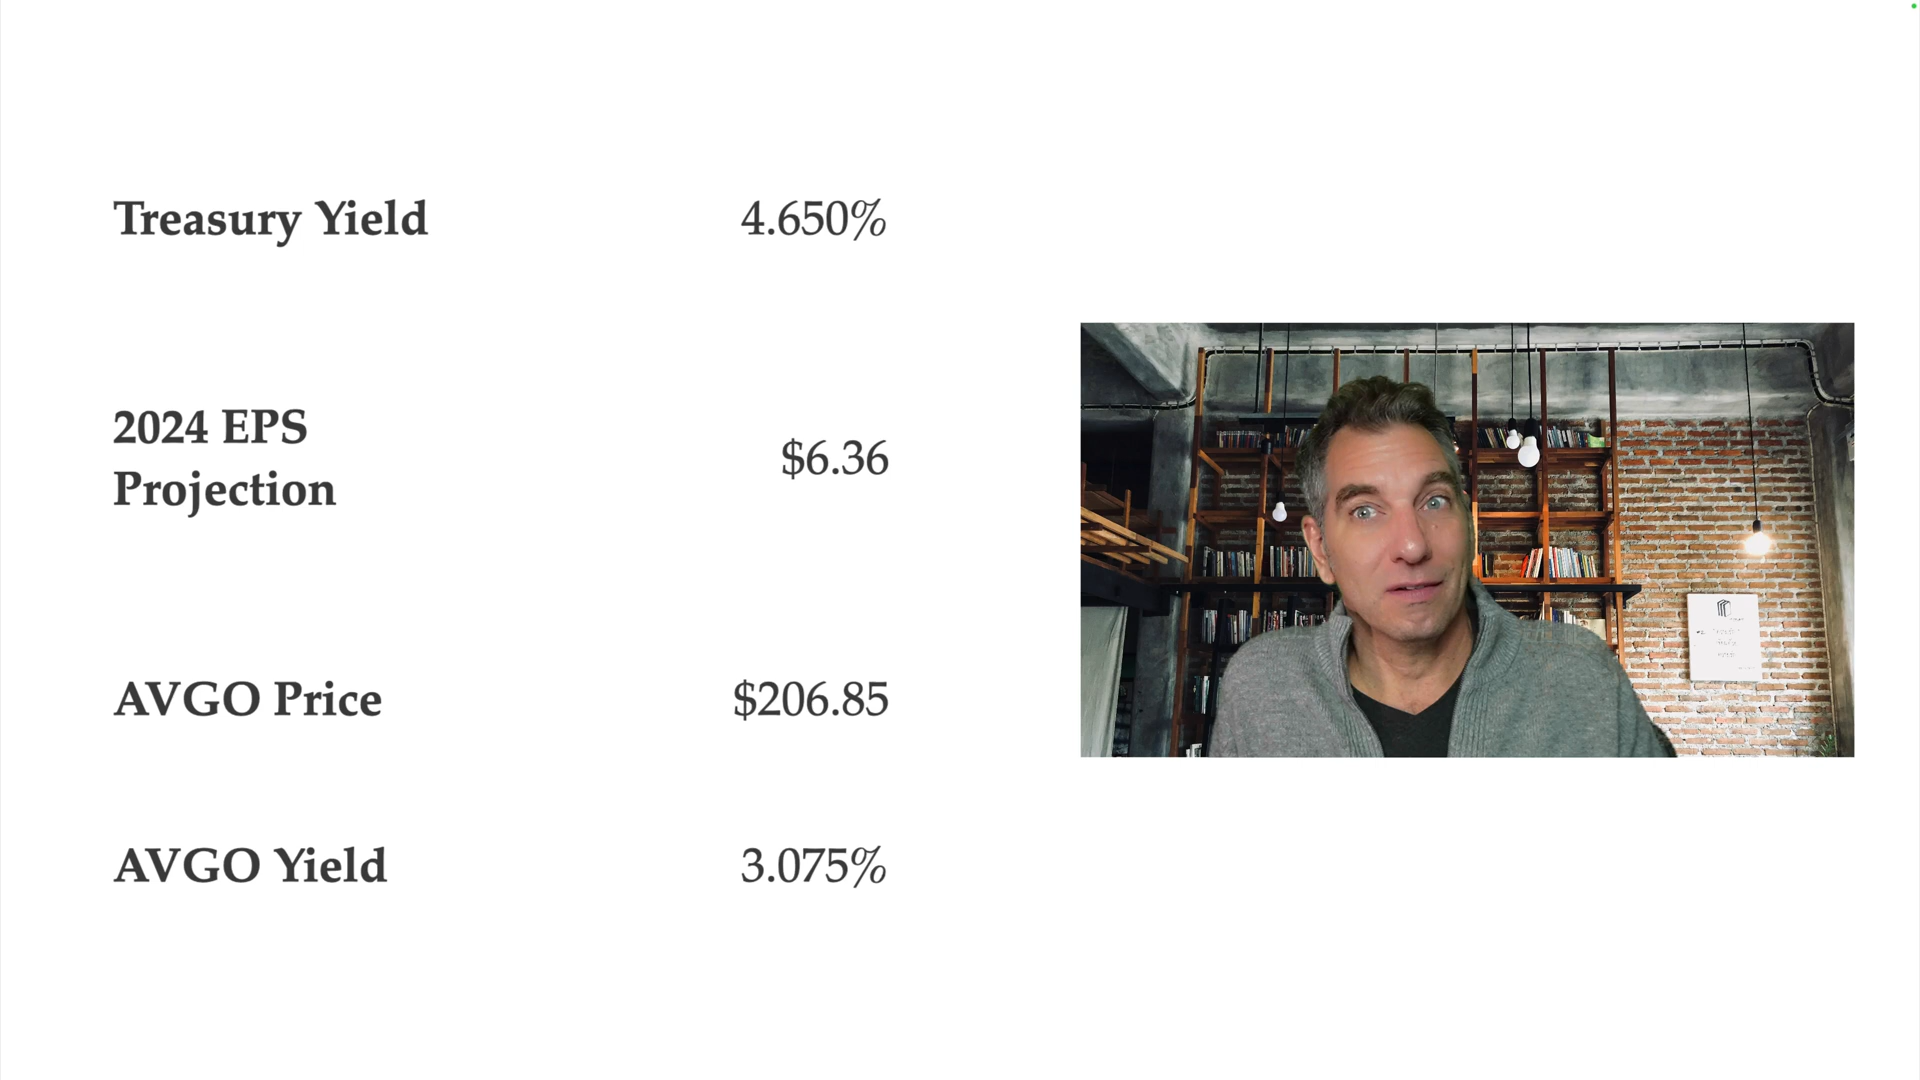 Treasury Yield 4.650%
2024 EPS
Projection $6.36
AVGO Price $206.85
AVGO Yield 3.075%